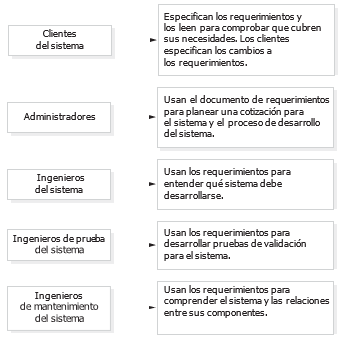 Clientes
del sistema
Especifican los requerimientos y
los leen para comprobar que cubren
sus necesidades. Los clientes
especifican los cambios a
los requerimientos.
Administradores
Usan el documento de requerimientos
para planear una cotización para
el sistema y el proceso de desarrollo
del sistema.
Ingenieros
del sistema
Usan los requerimientos para
entender qué sistema debe
desarrollarse.
Ingenieros de prueba
del sistema
Usan los requerimientos para
desarrollar pruebas de validación
para el sistema.
Ingenieros
de mantenimiento
del sistema
Usan los requerimientos para
comprender el sistema y las relaciones
entre sus componentes.